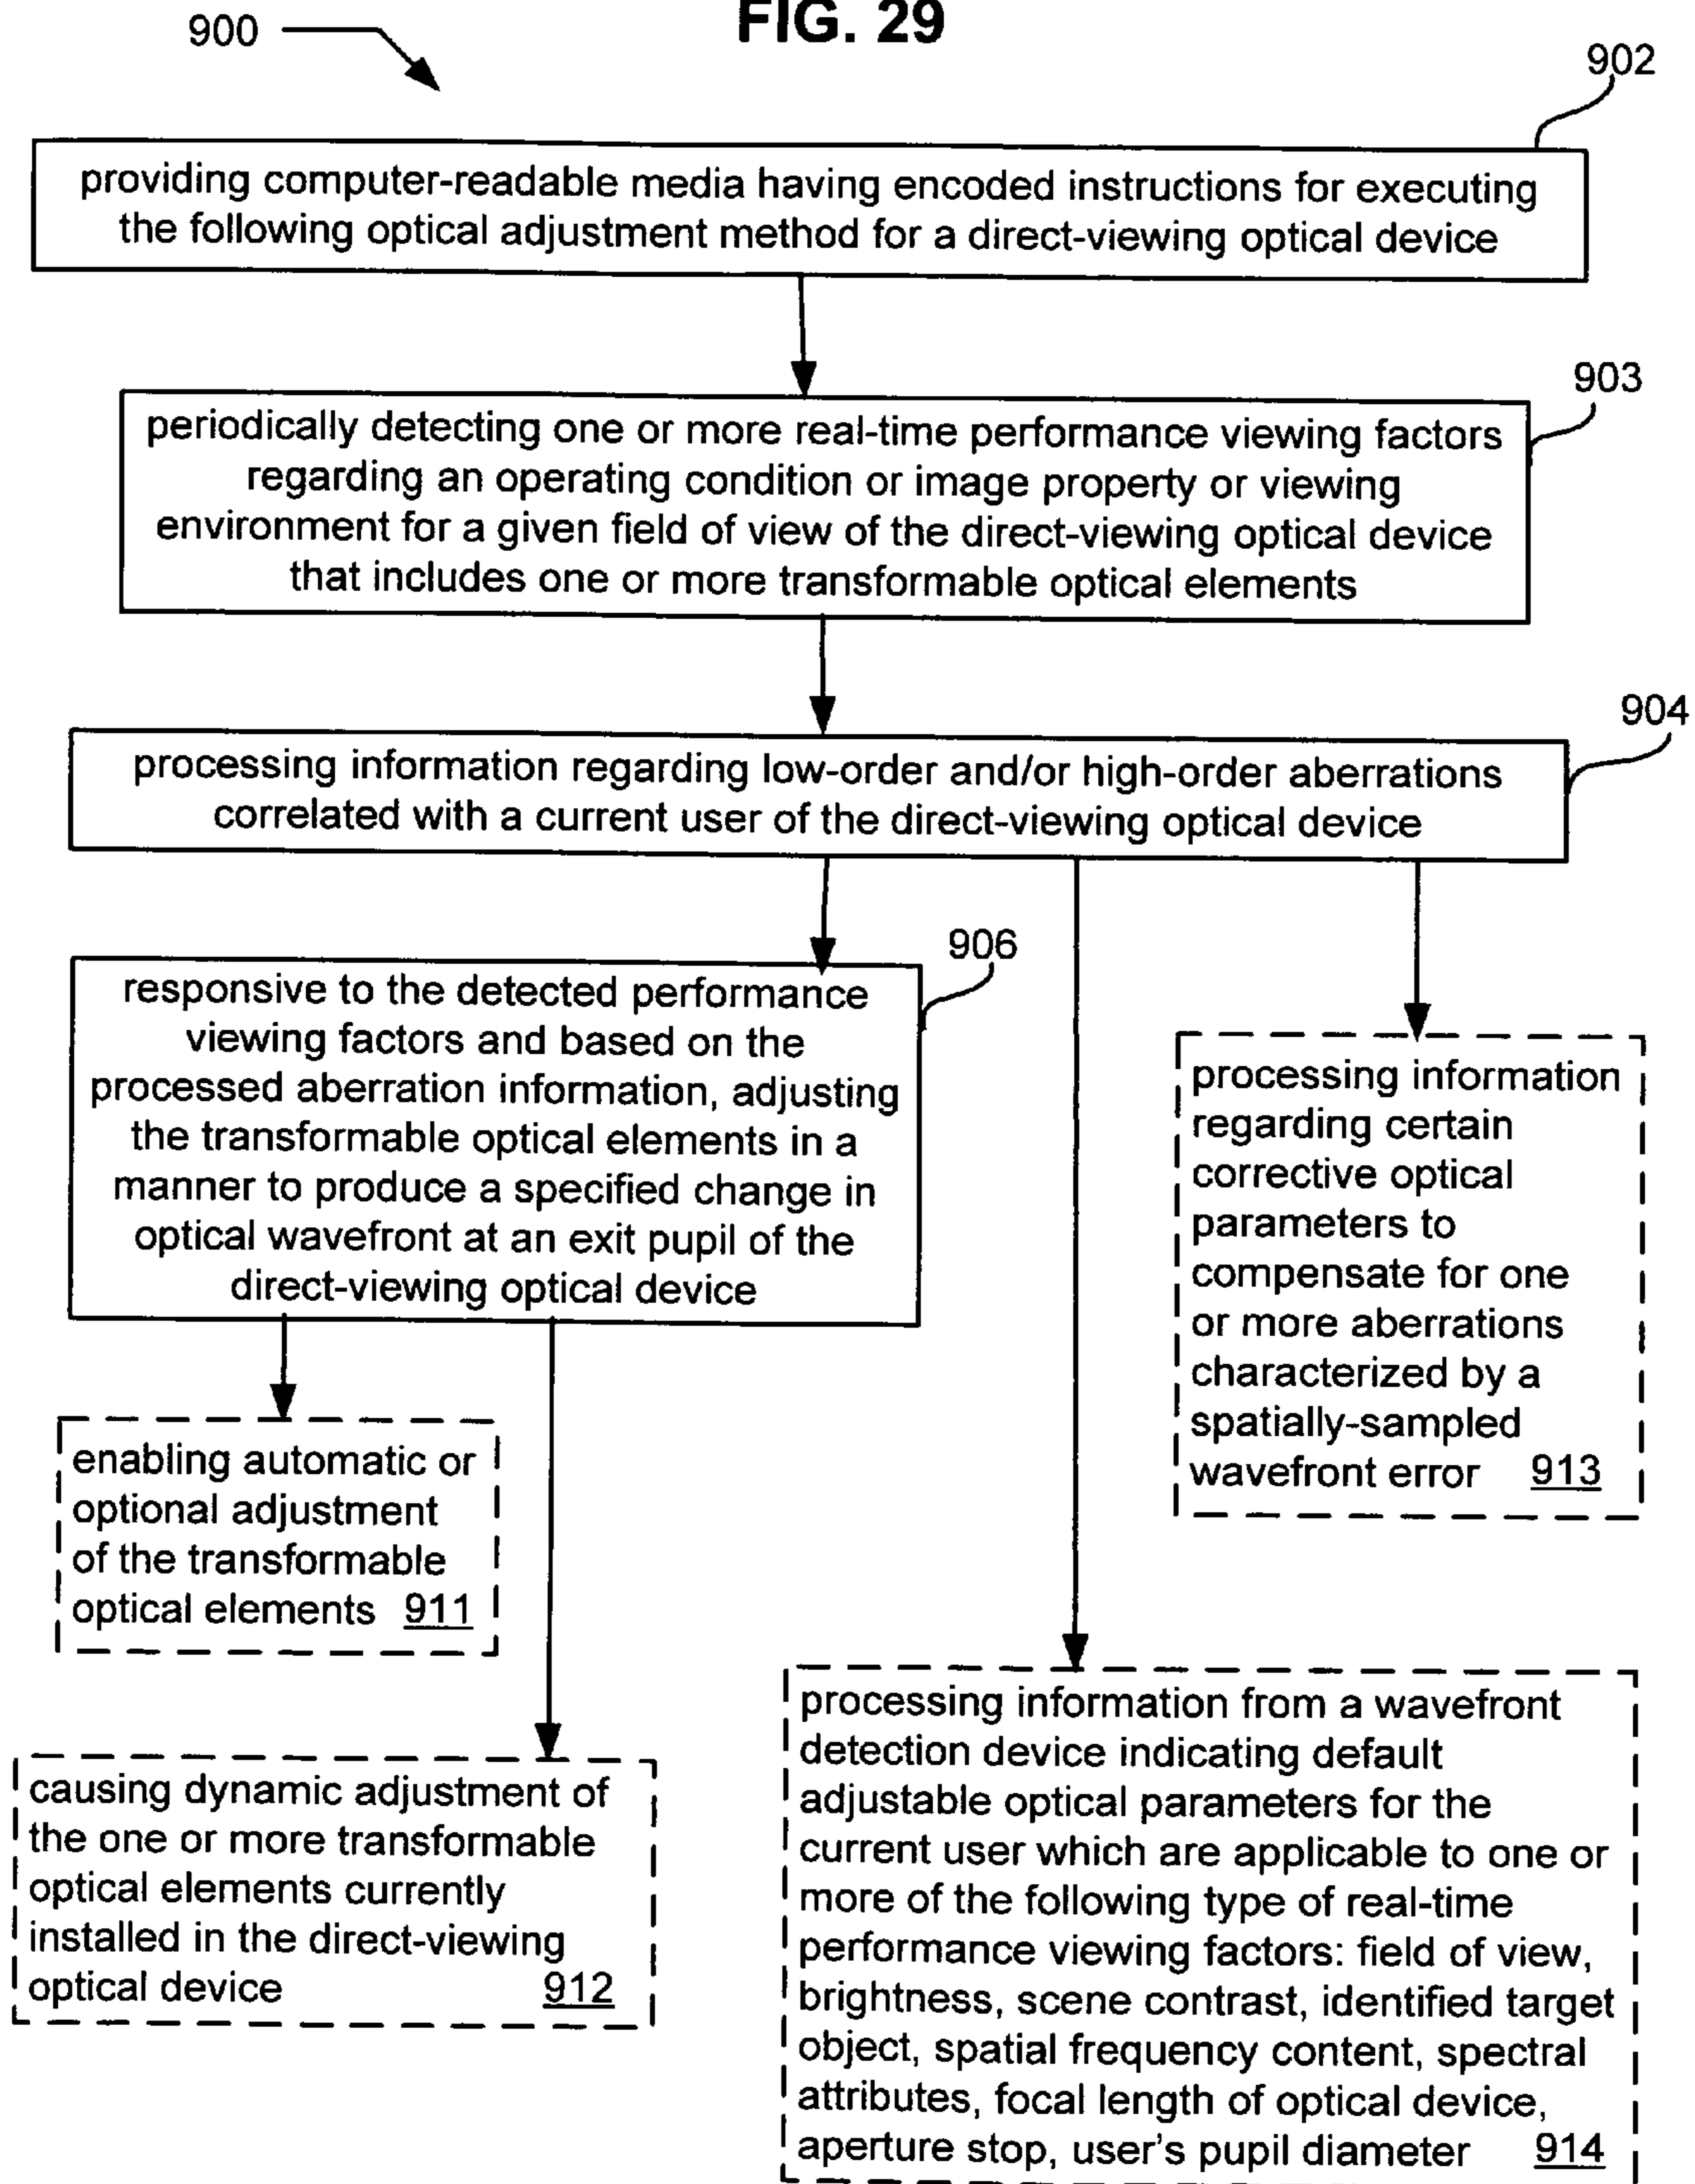 FIG. 29
900
902
providing computer-readable media having encoded instructions for executing
the following optical adjustment method for a direct-viewing optical device
903
periodically detecting one or more real-time performance viewing factors
regarding an operating condition or image property or viewing
environment for a given field of view of the direct-viewing optical device
that includes one or more transformable optical elements
904
processing information regarding low-order and/or high-order aberrations
correlated with a current user of the direct-viewing optical device
906
responsive to the detected performance
viewing factors and based on the
processed aberration information, adjusting
the transformable optical elements in a
manner to produce a specified change in
optical wavefront at an exit pupil of the
direct-viewing optical device
processing information
regarding certain
corrective optical
parameters to
compensate for one
or more aberrations
characterized by a
spatially-sampled
wavefront error 913
enabling automatic or
optional adjustment
of the transformable
optical elements 911
causing dynamic adjustment of
the one or more transformable
optical elements currently
installed in the direct-viewing
optical device 912
processing information from a wavefront
detection device indicating default
adjustable optical parameters for the
current user which are applicable to one or
more of the following type of real-time
performance viewing factors: field of view,
brightness, scene contrast, identified target
object, spatial frequency content, spectral
attributes, focal length of optical device,
aperture stop, user's pupil diameter 914